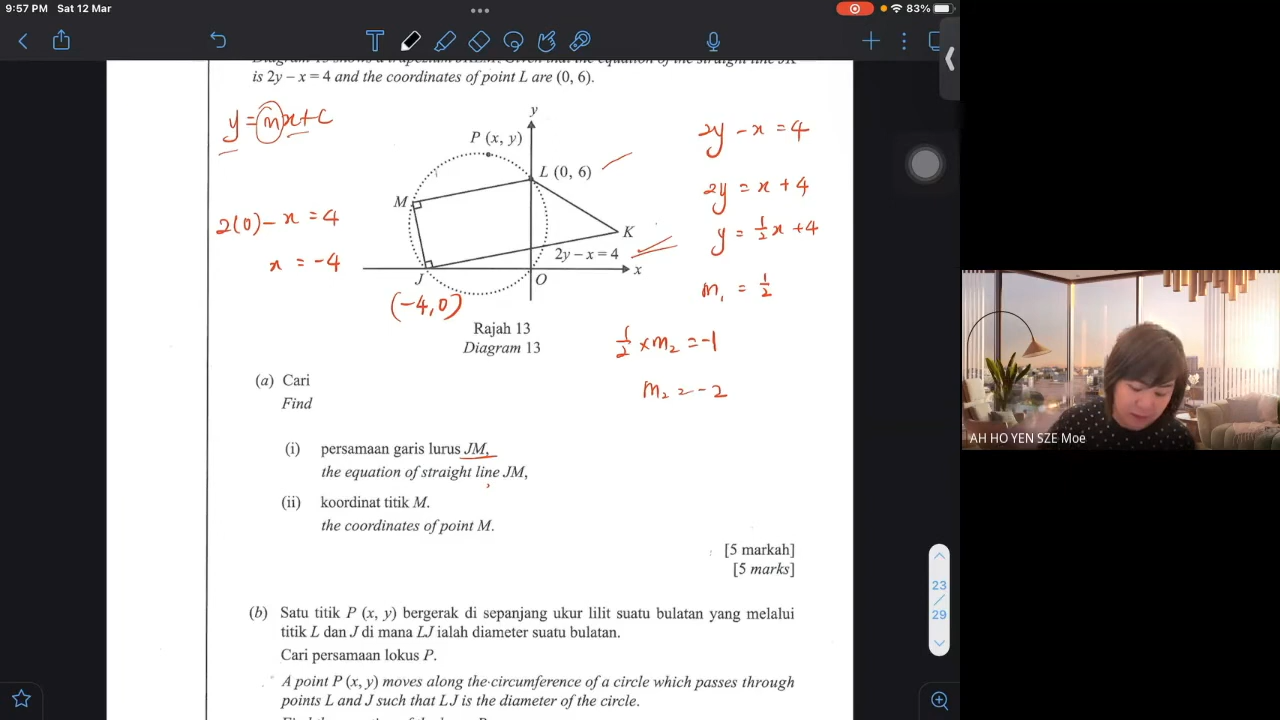 9:57 PM Sat 12 Mar
83%
is 2y – x = 4 and the coordinates of point L are (0, 6).
y = mx + c
2(0) – x = 4
x = –4
y
P (x, y)
L (0, 6)
M
K
2y – x = 4
x
J
O
(–4, 0)
Rajah 13
Diagram 13
2y – x = 4
2y = x + 4
y = 1/2 x + 4
m₁ = 1/2
1/2 × m₂ = –1
m₂ = –2
(a) Cari
Find
(i) persamaan garis lurus JM,
the equation of straight line JM,
(ii) koordinat titik M.
the coordinates of point M.
[5 markah]
[5 marks]
(b) Satu titik P (x, y) bergerak di sepanjang ukur lilit suatu bulatan yang melalui
titik L dan J di mana LJ ialah diameter suatu bulatan.
Cari persamaan lokus P.
A point P (x, y) moves along the circumference of a circle which passes through
points L and J such that LJ is the diameter of the circle.
23
/
29
AH HO YEN SZE Moe